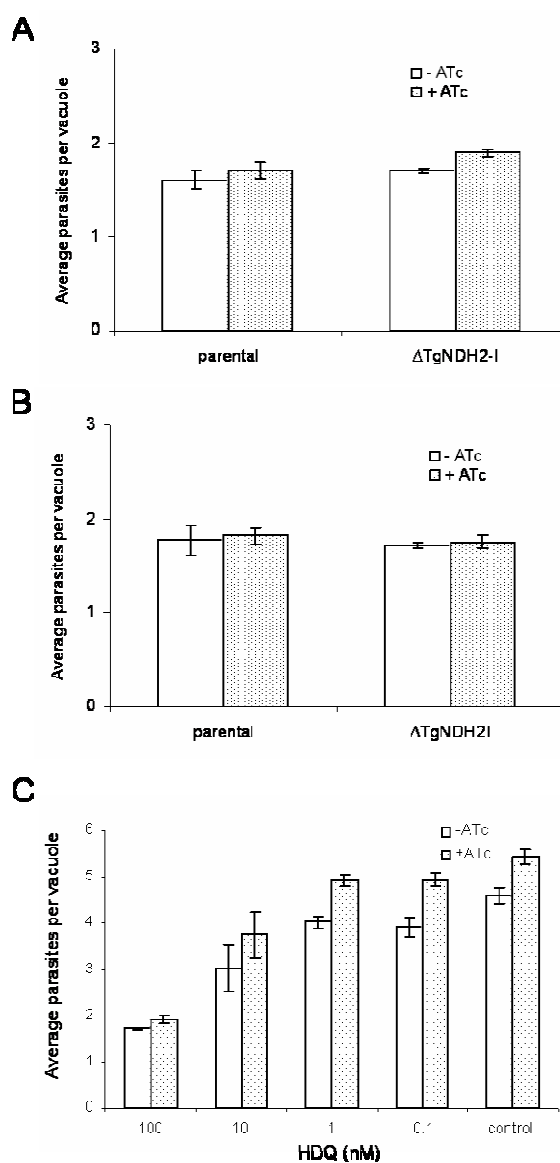 A
Average parasites per vacuole
3
2
1
0
- ATc
+ ATc
parental
ΔTgNDH2-I
B
Average parasites per vacuole
3
2
1
0
- ATc
+ ATc
parental
ΔTgNDH2I
C
Average parasites per vacuole
6
5
4
3
2
1
0
-ATc
+ATc
100
10
1
0.1
control
HDQ (nM)